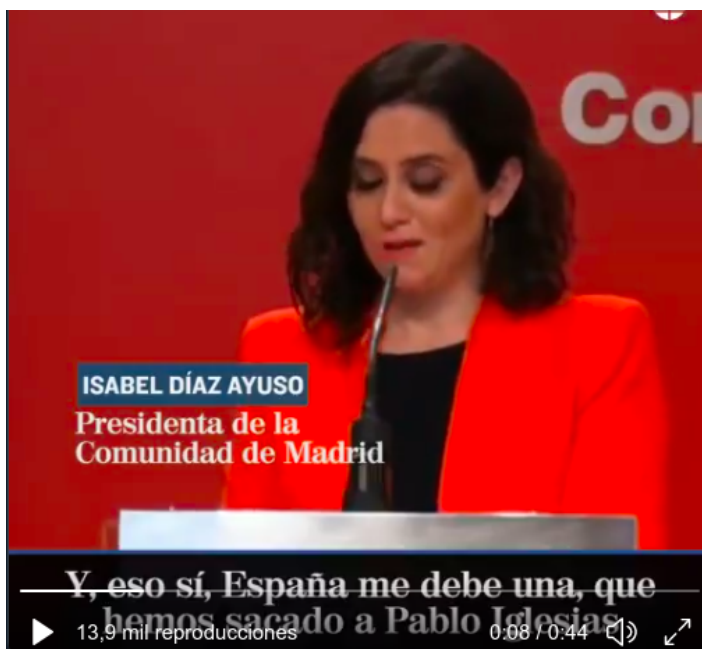 Co
ISABEL DÍAZ AYUSO
Presidenta de la
Comunidad de Madrid
Y, eso sí, España me debe una, que
hemos sacado a Pablo Iglesias
13,9 mil reproducciones
0:08 / 0:44